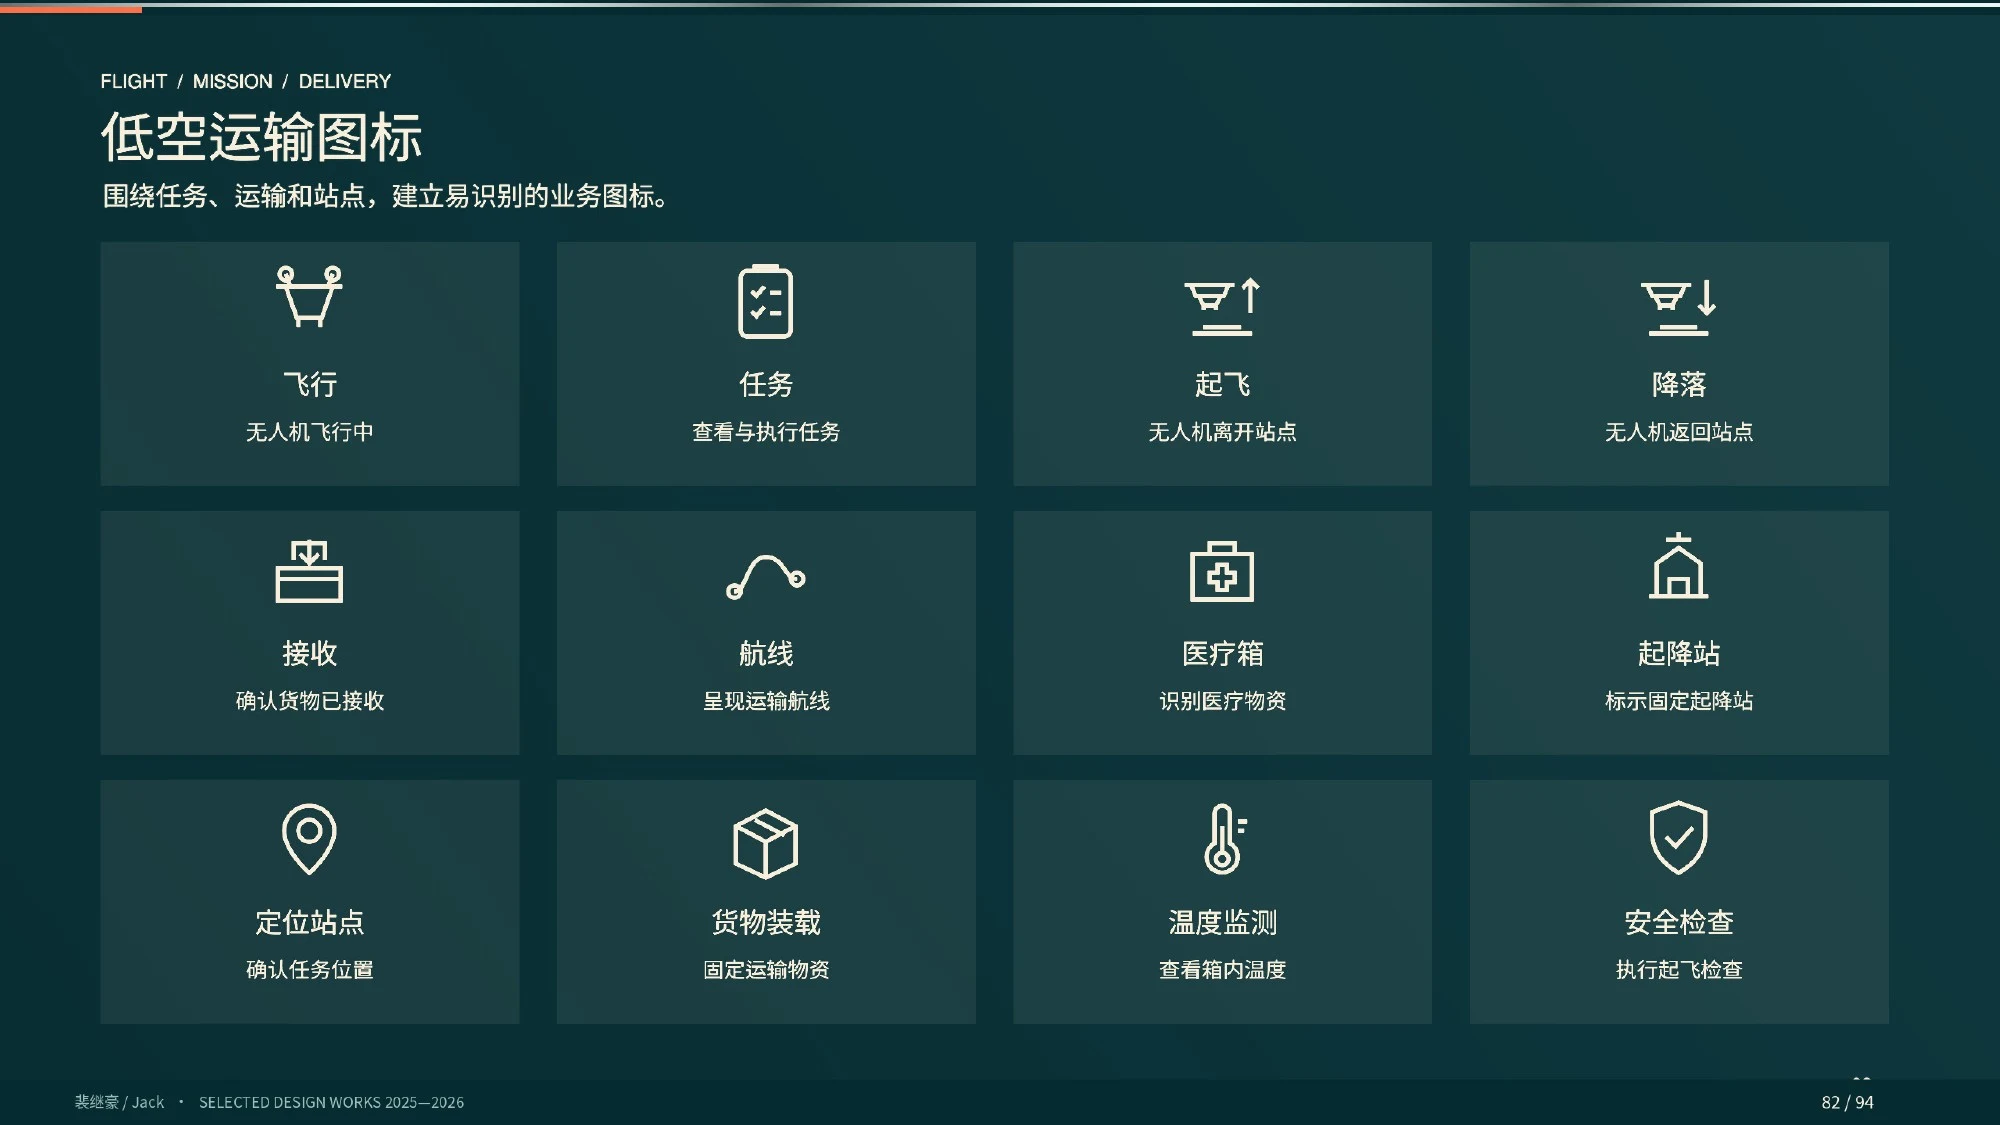 FLIGHT / MISSION / DELIVERY
低空运输图标
围绕任务、运输和站点，建立易识别的业务图标。
飞行
无人机飞行中
任务
查看与执行任务
起飞
无人机离开站点
降落
无人机返回站点
接收
确认货物已接收
航线
呈现运输航线
医疗箱
识别医疗物资
起降站
标示固定起降站
定位站点
确认任务位置
货物装载
固定运输物资
温度监测
查看箱内温度
安全检查
执行起飞检查
裴继豪 / Jack · SELECTED DESIGN WORKS 2025—2026
82 / 94